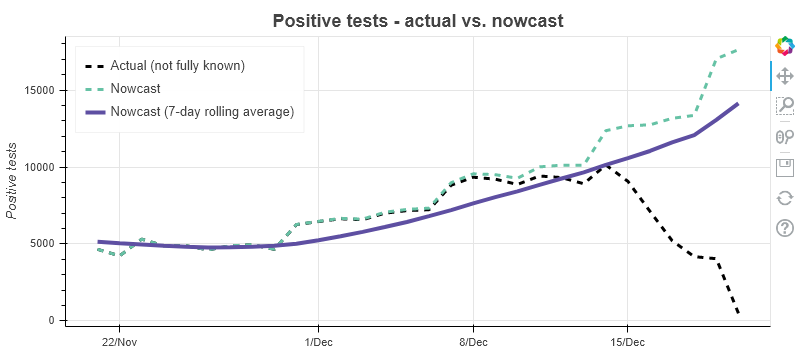 Positive tests - actual vs. nowcast
Actual (not fully known)
Nowcast
Nowcast (7-day rolling average)
Positive tests
15000
10000
5000
0
22/Nov
1/Dec
8/Dec
15/Dec